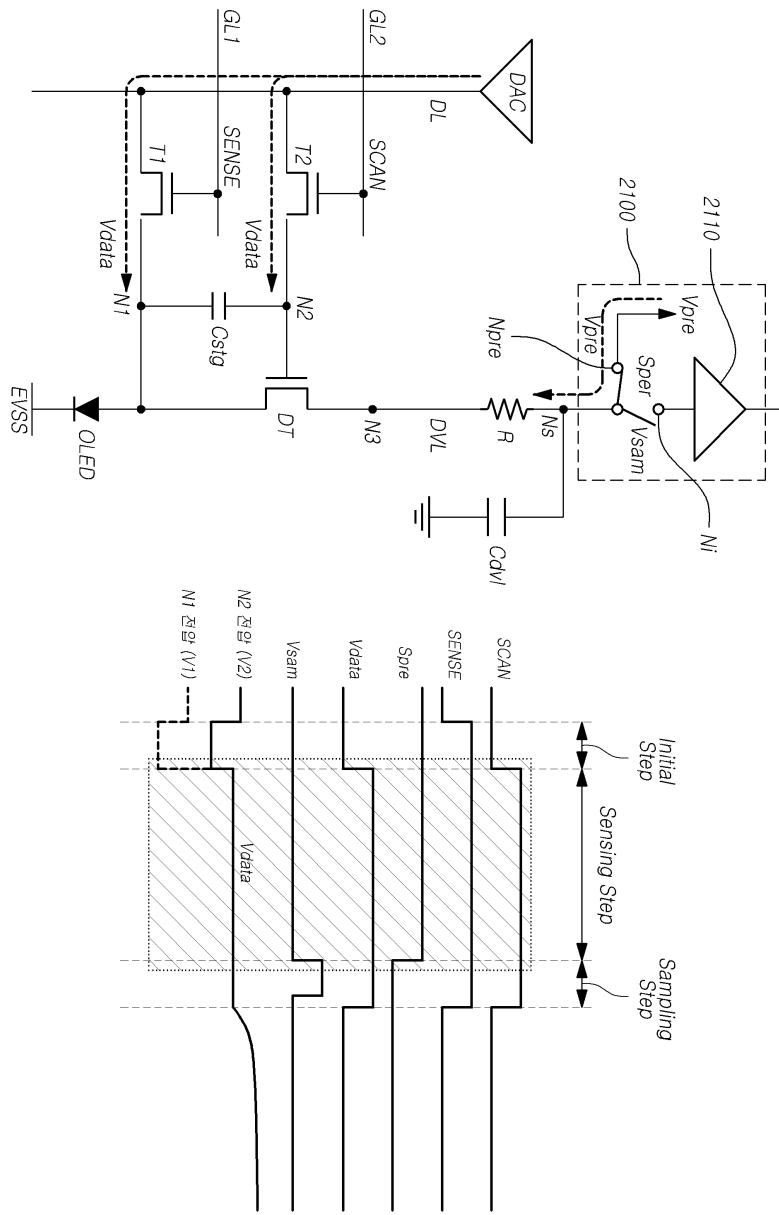 2110
2100
Vpre
Ni
Sper
Vsam
Vpre
Npre
Ns
Cdvl
R
DAC
DL
DVL
GL2
SCAN
N3
T2
N2
DT
Vdata
GL1
SENSE
Cstg
T1
N1
Vdata
OLED
EVSS
Initial
Step
Sensing Step
Sampling
Step
SCAN
SENSE
Spre
Vdata
Vsam
N2 전압 (V2)
Vdata
N1 전압 (V1)